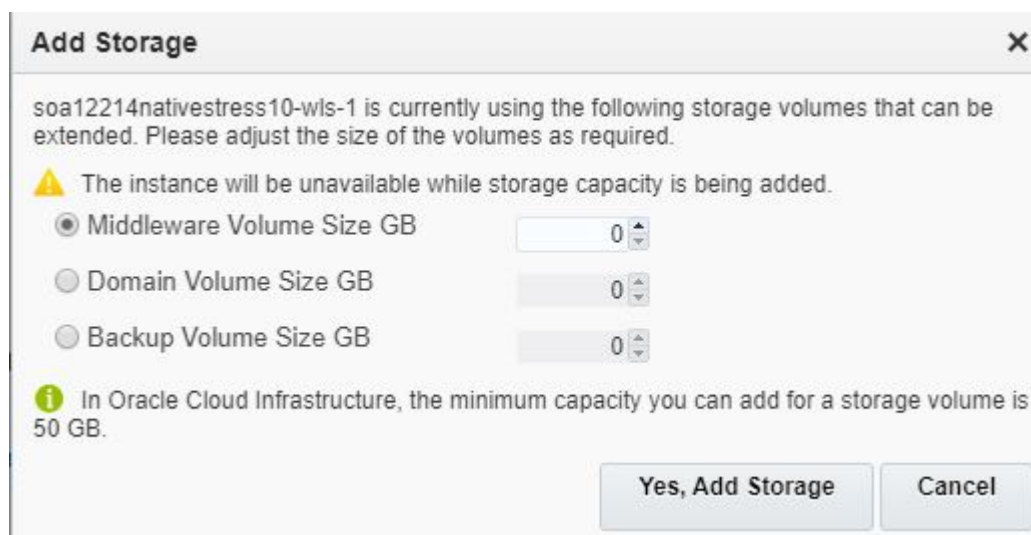 Add Storage
soa12214nativestress10-wls-1 is currently using the following storage volumes that can be
extended. Please adjust the size of the volumes as required.
The instance will be unavailable while storage capacity is being added.
Middleware Volume Size GB 0
Domain Volume Size GB 0
Backup Volume Size GB 0
In Oracle Cloud Infrastructure, the minimum capacity you can add for a storage volume is
50 GB.
Yes, Add Storage Cancel